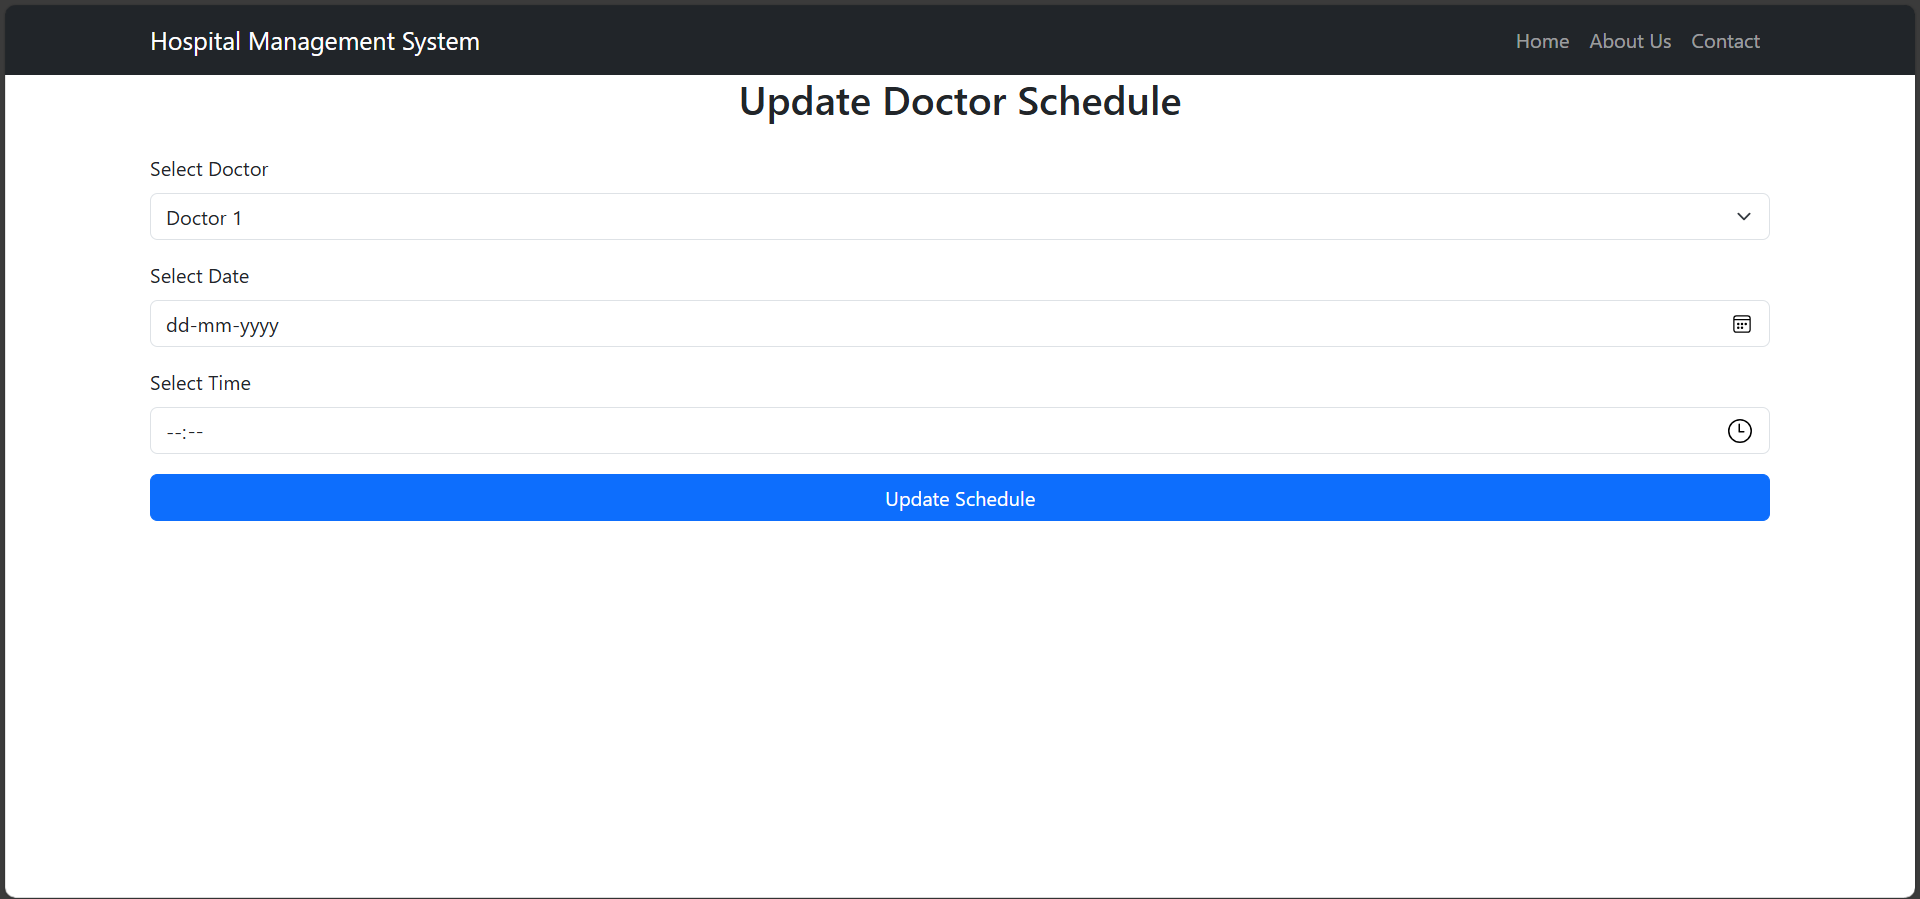 Hospital Management System
Home About Us Contact
Update Doctor Schedule
Select Doctor
Doctor 1
Select Date
dd-mm-yyyy
Select Time
--:--
Update Schedule